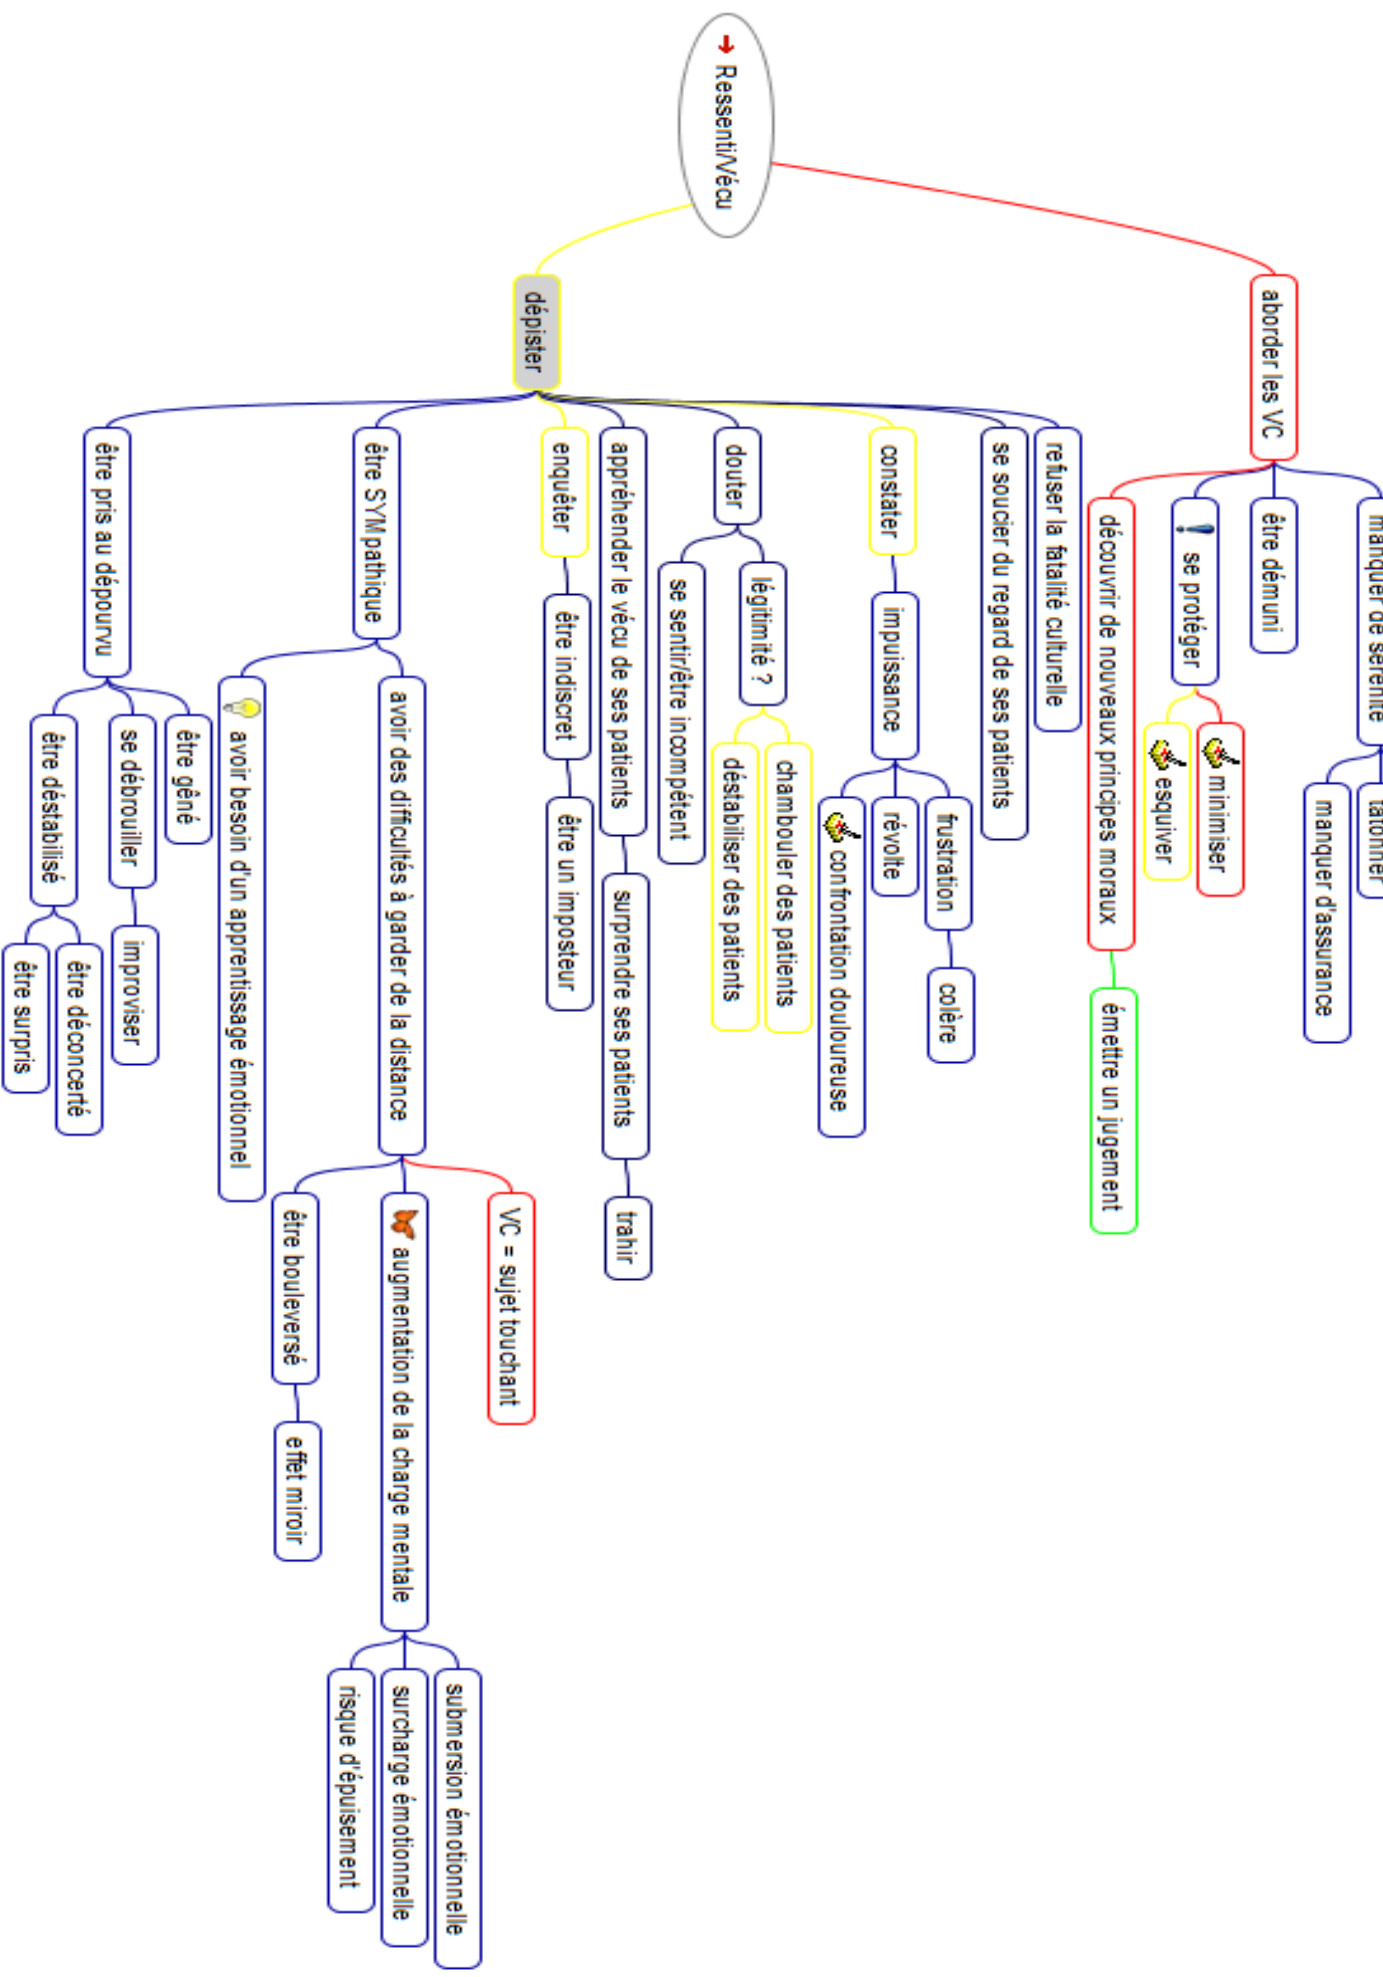 Ressenti/Vécu
aborder les VC
manquer de sérénité
tâtonner
manquer d'assurance
être démuni
se protéger
minimiser
esquiver
découvrir de nouveaux principes moraux
émettre un jugement
dépister
refuser la fatalité culturelle
se soucier du regard de ses patients
constater
impuissance
frustration
colère
révolte
confrontation douloureuse
douter
légitimité ?
chambouler des patients
déstabiliser des patients
se sentir/être incompétent
appréhender le vécu de ses patients
surprendre ses patients
trahir
enquêter
être indiscret
être un imposteur
être SYMpathique
avoir des difficultés à garder de la distance
VC = sujet touchant
augmentation de la charge mentale
submersion émotionnelle
surcharge émotionnelle
risque d'épuisement
être bouleversé
effet miroir
avoir besoin d'un apprentissage émotionnel
être pris au dépourvu
être gêné
se débrouiller
improviser
être déstabilisé
être déconcerté
être surpris